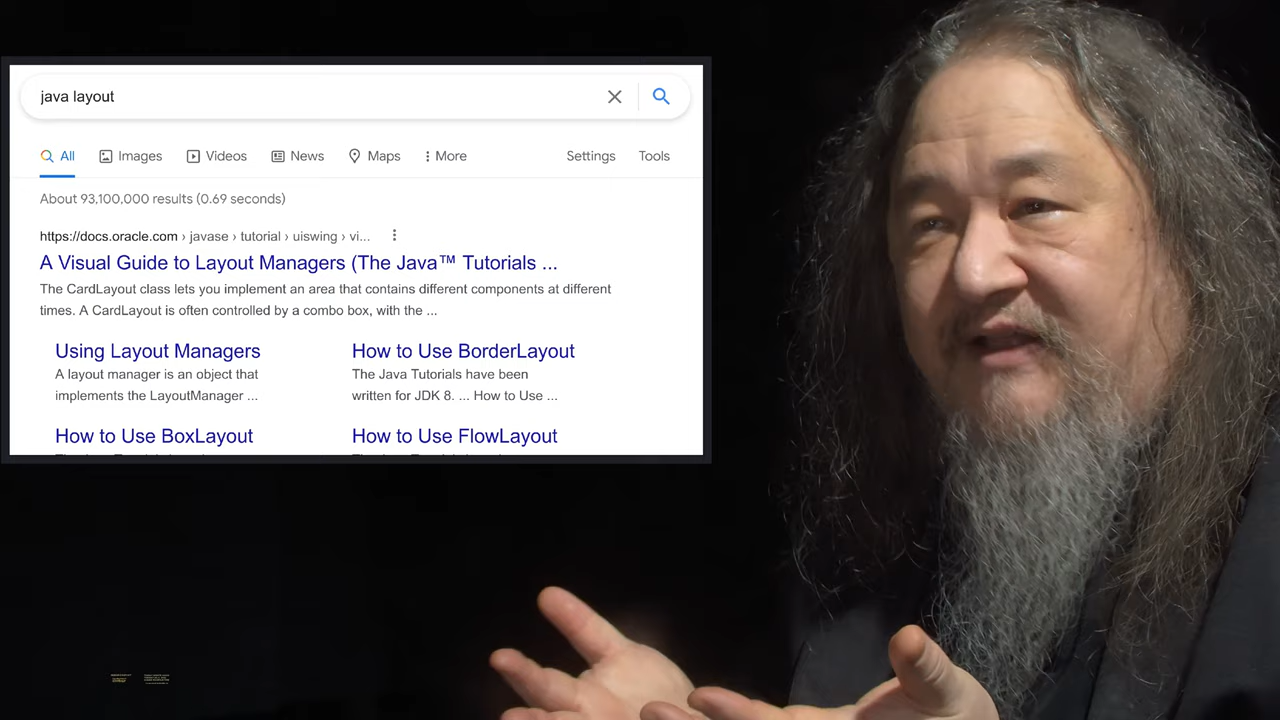 java layout
All Images Videos News Maps More Settings Tools
About 93,100,000 results (0.69 seconds)
https://docs.oracle.com › javase › tutorial › uiswing › vi...
A Visual Guide to Layout Managers (The Java™ Tutorials ...
The CardLayout class lets you implement an area that contains different components at different
times. A CardLayout is often controlled by a combo box, with the ...
Using Layout Managers
A layout manager is an object that
implements the LayoutManager ...
How to Use BorderLayout
The Java Tutorials have been
written for JDK 8. ... How to Use ...
How to Use BoxLayout
How to Use FlowLayout